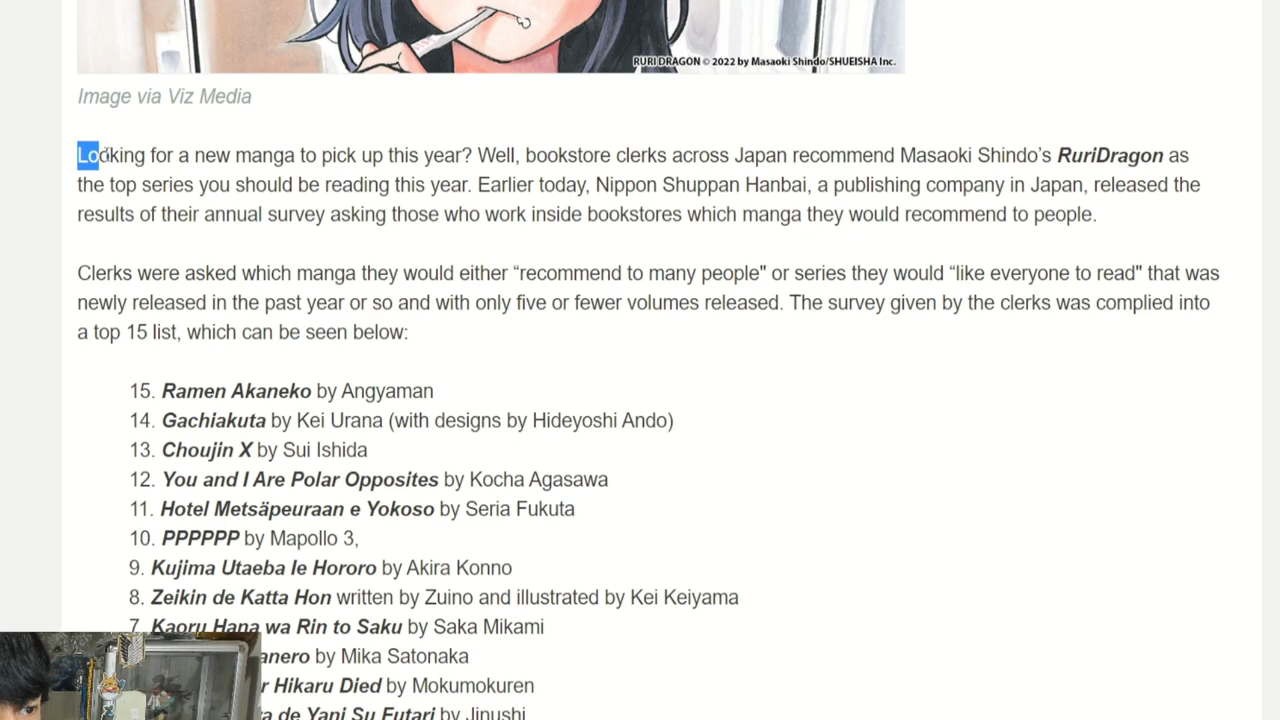 RURI DRAGON © 2022 by Masaoki Shindo/SHUEISHA Inc.
Image via Viz Media
Looking for a new manga to pick up this year? Well, bookstore clerks across Japan recommend Masaoki Shindo’s RuriDragon as
the top series you should be reading this year. Earlier today, Nippon Shuppan Hanbai, a publishing company in Japan, released the
results of their annual survey asking those who work inside bookstores which manga they would recommend to people.
Clerks were asked which manga they would either “recommend to many people" or series they would “like everyone to read" that was
newly released in the past year or so and with only five or fewer volumes released. The survey given by the clerks was complied into
a top 15 list, which can be seen below:
15. Ramen Akaneko by Angyaman
14. Gachiakuta by Kei Urana (with designs by Hideyoshi Ando)
13. Choujin X by Sui Ishida
12. You and I Are Polar Opposites by Kocha Agasawa
11. Hotel Metsäpeuraan e Yokoso by Seria Fukuta
10. PPPPPP by Mapollo 3,
9. Kujima Utaeba Ie Hororo by Akira Konno
8. Zeikin de Katta Hon written by Zuino and illustrated by Kei Keiyama
7. Kaoru Hana wa Rin to Saku by Saka Mikami
by Mika Satonaka
Hikaru Died by Mokumokuren
de Yani Su Futari by Jinushi